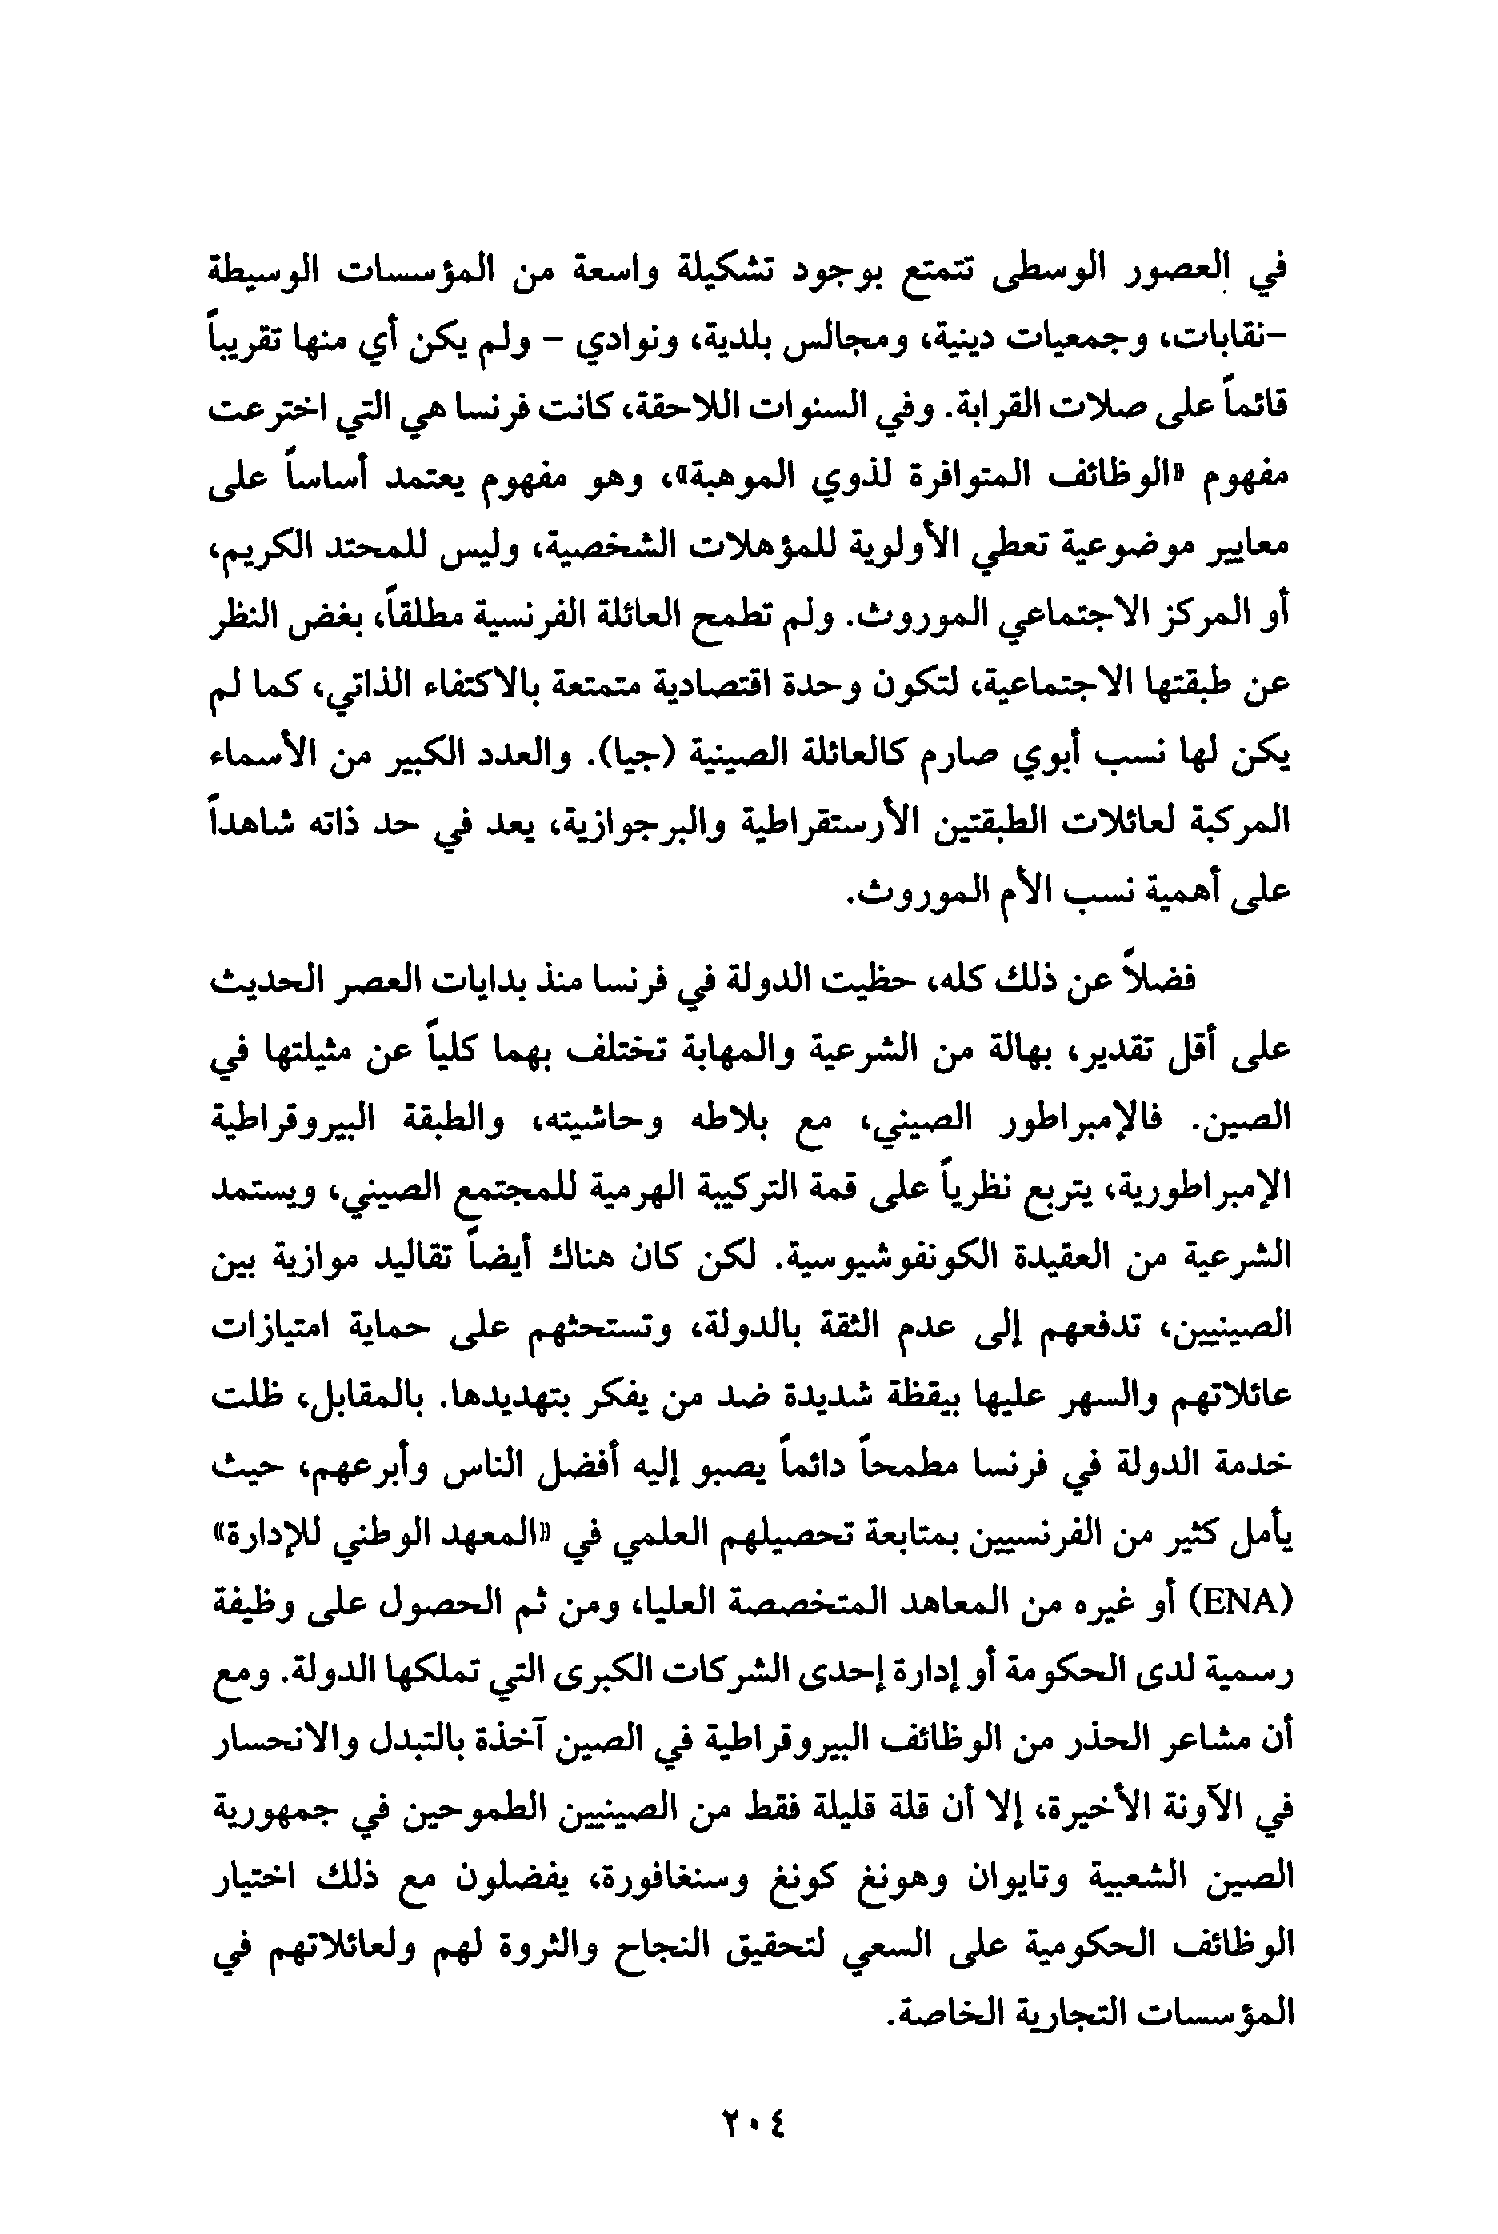 في العصور الوسطى تتمتع بوجود تشكيلة واسعة من المؤسسات الوسيطة
-نقابات، وجمعيات دينية، ومجالس بلدية، ونوادي - ولم يكن أي منها تقريباً
قائماً على صلات القرابة. وفي السنوات اللاحقة، كانت فرنسا هي التي اخترعت
مفهوم «الوظائف المتوافرة لذوي الموهبة»، وهو مفهوم يعتمد أساساً على
معايير موضوعية تعطي الأولوية للمؤهلات الشخصية، وليس للمحتد الكريم،
أو المركز الاجتماعي الموروث. ولم تطمح العائلة الفرنسية مطلقاً، بغض النظر
عن طبقتها الاجتماعية، لتكون وحدة اقتصادية متمتعة بالاكتفاء الذاتي، كما لم
يكن لها نسب أبوي صارم كالعائلة الصينية (جيا). والعدد الكبير من الأسماء
المركبة لعائلات الطبقتين الأرستقراطية والبرجوازية، يعد في حد ذاته شاهداً
على أهمية نسب الأم الموروث.
فضلاً عن ذلك كله، حظيت الدولة في فرنسا منذ بدايات العصر الحديث
على أقل تقدير، بهالة من الشرعية والمهابة تختلف بهما كلياً عن مثيلتها في
الصين. فالإمبراطور الصيني، مع بلاطه وحاشيته، والطبقة البيروقراطية
الإمبراطورية، يتربع نظرياً على قمة التركيبة الهرمية للمجتمع الصيني، ويستمد
الشرعية من العقيدة الكونفوشيوسية. لكن كان هناك أيضاً تقاليد موازية بين
الصينيين، تدفعهم إلى عدم الثقة بالدولة، وتستحثهم على حماية امتيازات
عائلاتهم والسهر عليها بيقظة شديدة ضد من يفكر بتهديدها. بالمقابل، ظلت
خدمة الدولة في فرنسا مطمحاً دائماً يصبو إليه أفضل الناس وأبرعهم، حيث
يأمل كثير من الفرنسيين بمتابعة تحصيلهم العلمي في «المعهد الوطني للإدارة»
(ENA) أو غيره من المعاهد المتخصصة العليا، ومن ثم الحصول على وظيفة
رسمية لدى الحكومة أو إدارة إحدى الشركات الكبرى التي تملكها الدولة. ومع
أن مشاعر الحذر من الوظائف البيروقراطية في الصين آخذة بالتبدل والانحسار
في الآونة الأخيرة، إلا أن قلة قليلة فقط من الصينيين الطموحين في جمهورية
الصين الشعبية وتايوان وهونغ كونغ وسنغافورة، يفضلون مع ذلك اختيار
الوظائف الحكومية على السعي لتحقيق النجاح والثروة لهم ولعائلاتهم في
المؤسسات التجارية الخاصة.
٢٠٤